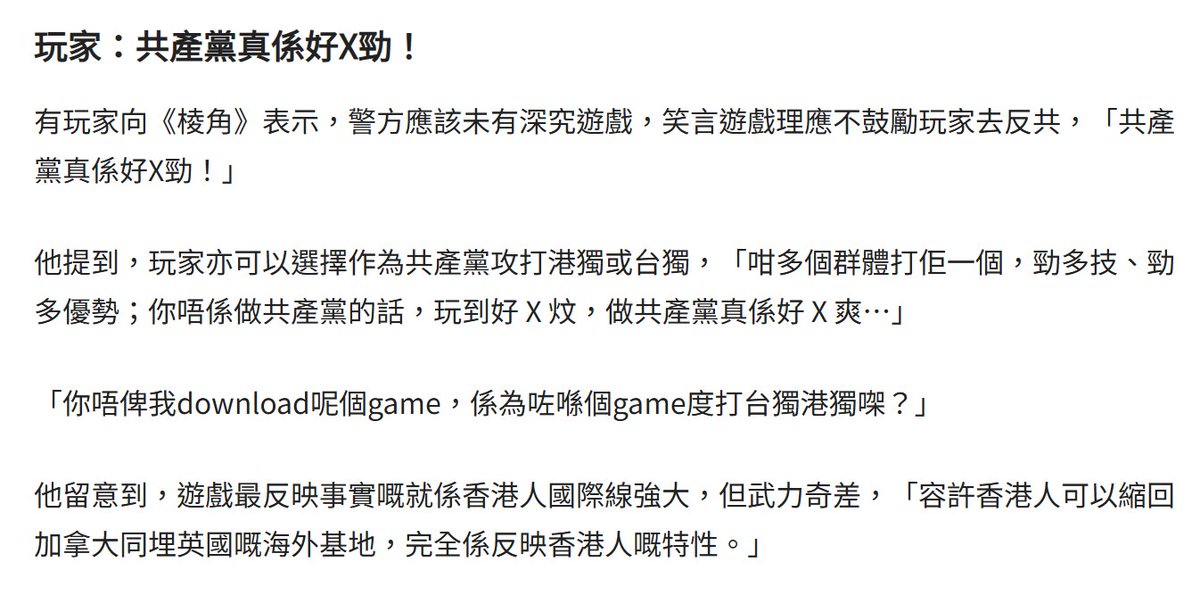 玩家：共產黨真係好X勁！
有玩家向《棱角》表示，警方應該未有深究遊戲，笑言遊戲理應不鼓勵玩家去反共，「共產
黨真係好X勁！」
他提到，玩家亦可以選擇作為共產黨攻打港獨或台獨，「咁多個群體打佢一個，勁多技、勁
多優勢；你唔係做共產黨的話，玩到好 X 炆，做共產黨真係好 X 爽⋯」
「你唔俾我download呢個game，係為咗喺個game度打台獨港獨㗎？」
他留意到，遊戲最反映事實嘅就係香港人國際線強大，但武力奇差，「容許香港人可以縮回
加拿大同埋英國嘅海外基地，完全係反映香港人嘅特性。」